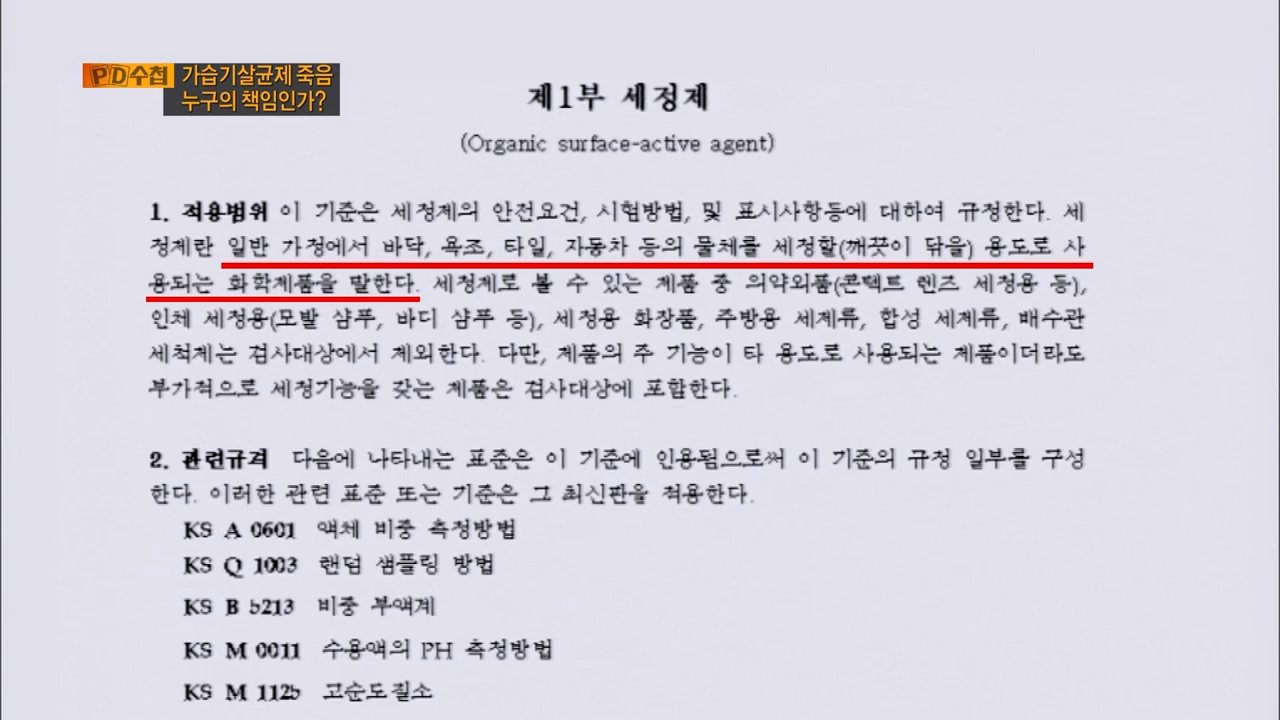 PD수첩 가습기살균제 죽음
누구의 책임인가?
제1부 세정제
(Organic surface-active agent)
1. 적용범위 이 기준은 세정제의 안전요건, 시험방법, 및 표시사항등에 대하여 규정한다. 세
정제란 일반 가정에서 바닥, 욕조, 타일, 자동차 등의 물체를 세정할(깨끗이 닦을) 용도로 사
용되는 화학제품을 말한다. 세정제로 볼 수 있는 제품 중 의약외품(콘택트 렌즈 세정용 등),
인체 세정용(모발 샴푸, 바디 샴푸 등), 세정용 화장품, 주방용 세제류, 합성 세제류, 배수관
세척제는 검사대상에서 제외한다. 다만, 제품의 주 기능이 타 용도로 사용되는 제품이더라도
부가적으로 세정기능을 갖는 제품은 검사대상에 포함한다.
2. 관련규격 다음에 나타내는 표준은 이 기준에 인용됨으로써 이 기준의 규정 일부를 구성
한다. 이러한 관련 표준 또는 기준은 그 최신판을 적용한다.
KS A 0601 액체 비중 측정방법
KS Q 1003 랜덤 샘플링 방법
KS B 5213 비중 부액계
KS M 0011 수용액의 PH 측정방법
KS M 1125 고순도질소